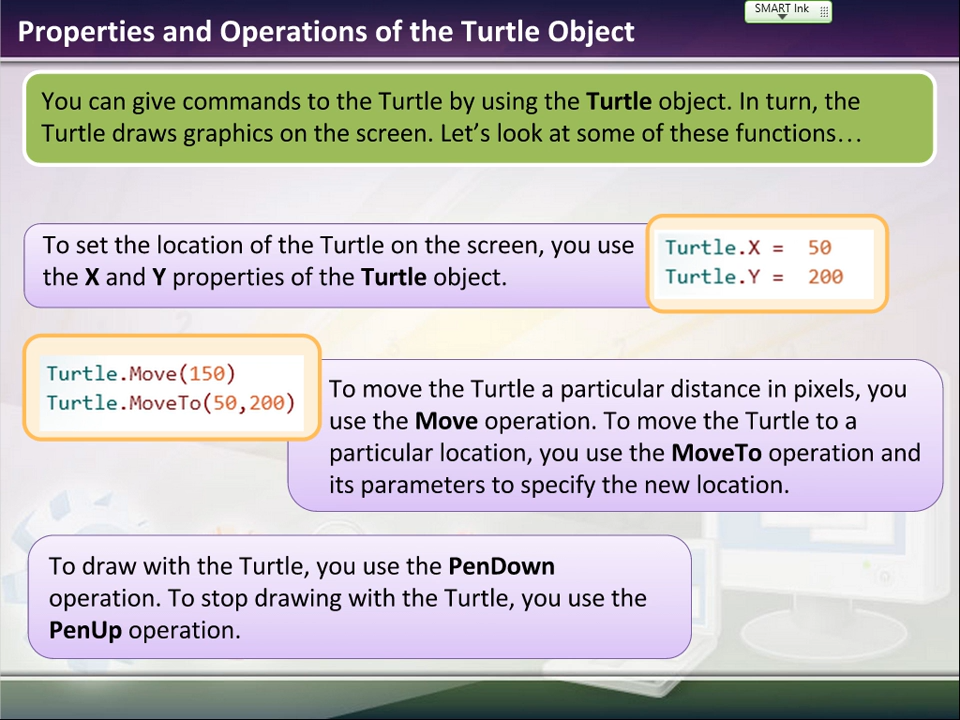 SMART Ink
Properties and Operations of the Turtle Object
You can give commands to the Turtle by using the Turtle object. In turn, the
Turtle draws graphics on the screen. Let's look at some of these functions…
To set the location of the Turtle on the screen, you use
the X and Y properties of the Turtle object.
Turtle.X = 50
Turtle.Y = 200
Turtle.Move(150)
Turtle.MoveTo(50,200)
To move the Turtle a particular distance in pixels, you
use the Move operation. To move the Turtle to a
particular location, you use the MoveTo operation and
its parameters to specify the new location.
To draw with the Turtle, you use the PenDown
operation. To stop drawing with the Turtle, you use the
PenUp operation.